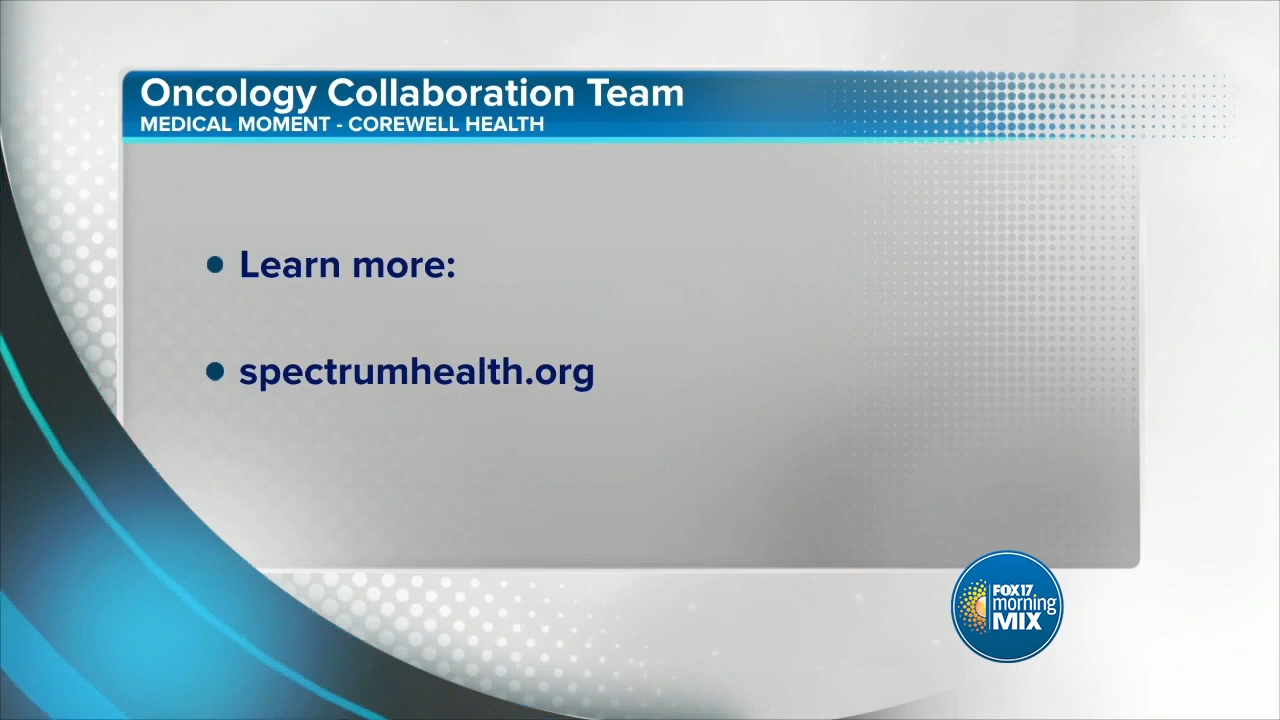 Oncology Collaboration Team
MEDICAL MOMENT - COREWELL HEALTH
• Learn more:
• spectrumhealth.org
FOX17
morning
MIX